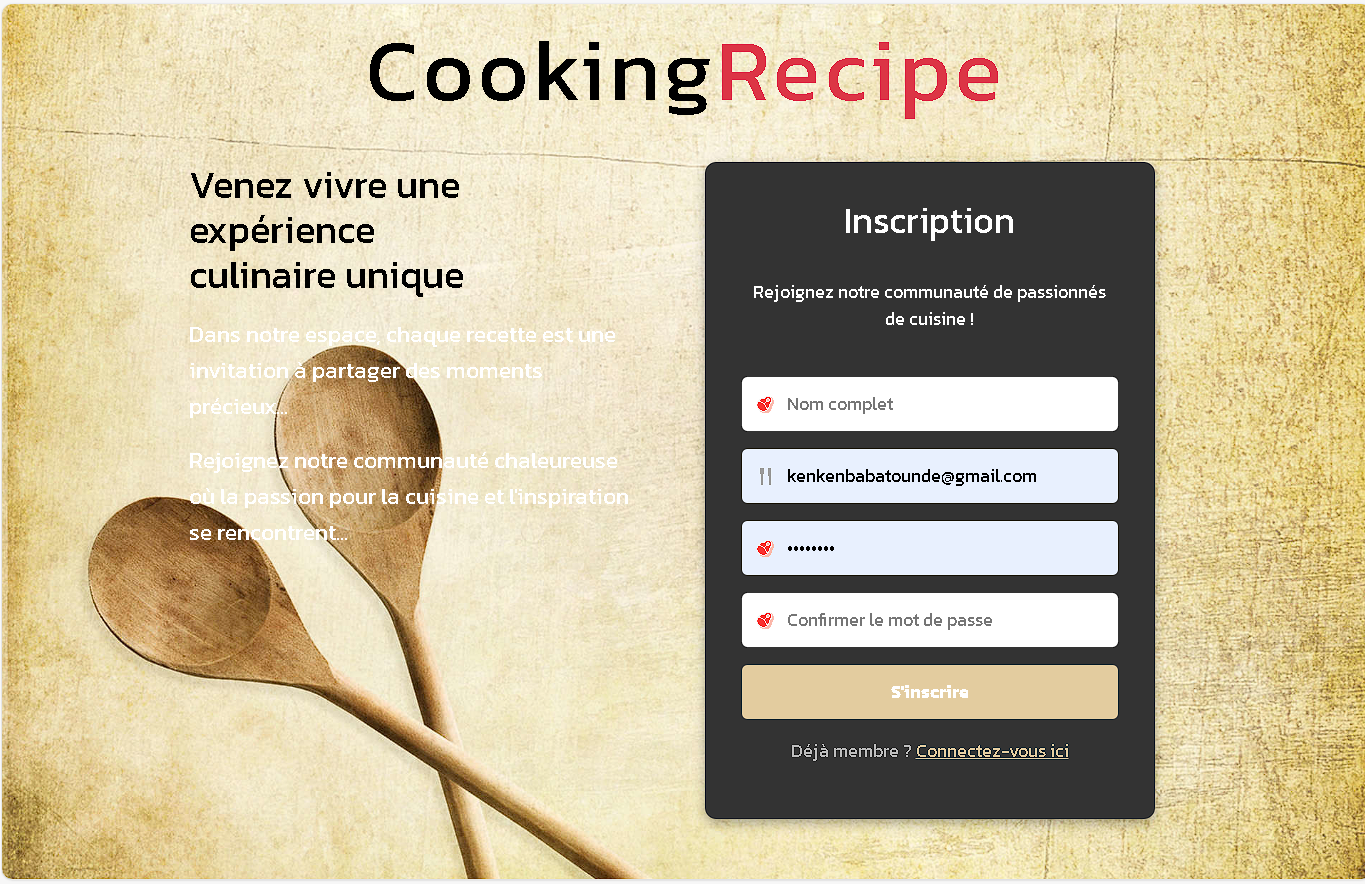 CookingRecipe
Venez vivre une
expérience
culinaire unique
Dans notre espace, chaque recette est une
invitation à partager des moments
précieux...
Rejoignez notre communauté chaleureuse
où la passion pour la cuisine et l'inspiration
se rencontrent...
Inscription
Rejoignez notre communauté de passionnés
de cuisine !
Nom complet
kenkenbabatounde@gmail.com
••••••••
Confirmer le mot de passe
S'inscrire
Déjà membre ? Connectez-vous ici